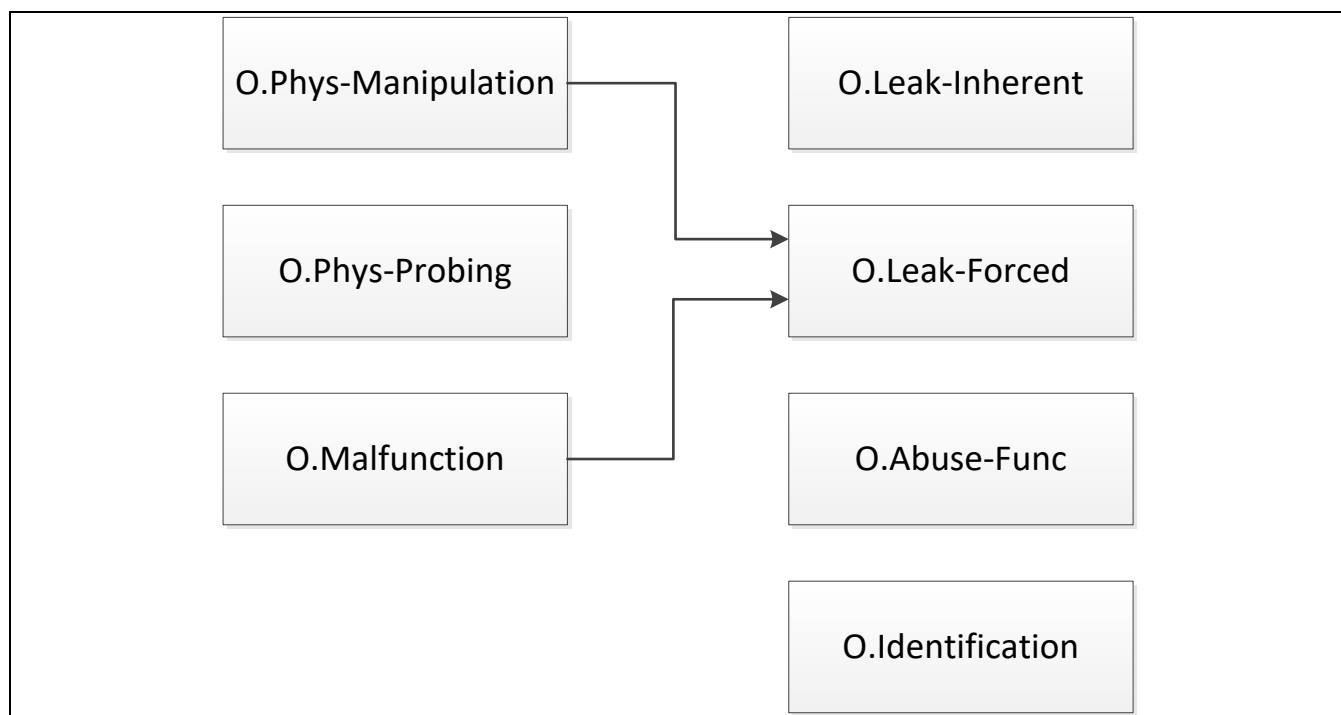 O.Phys-Manipulation
O.Leak-Inherent
O.Phys-Probing
O.Leak-Forced
O.Malfunction
O.Abuse-Func
O.Identification